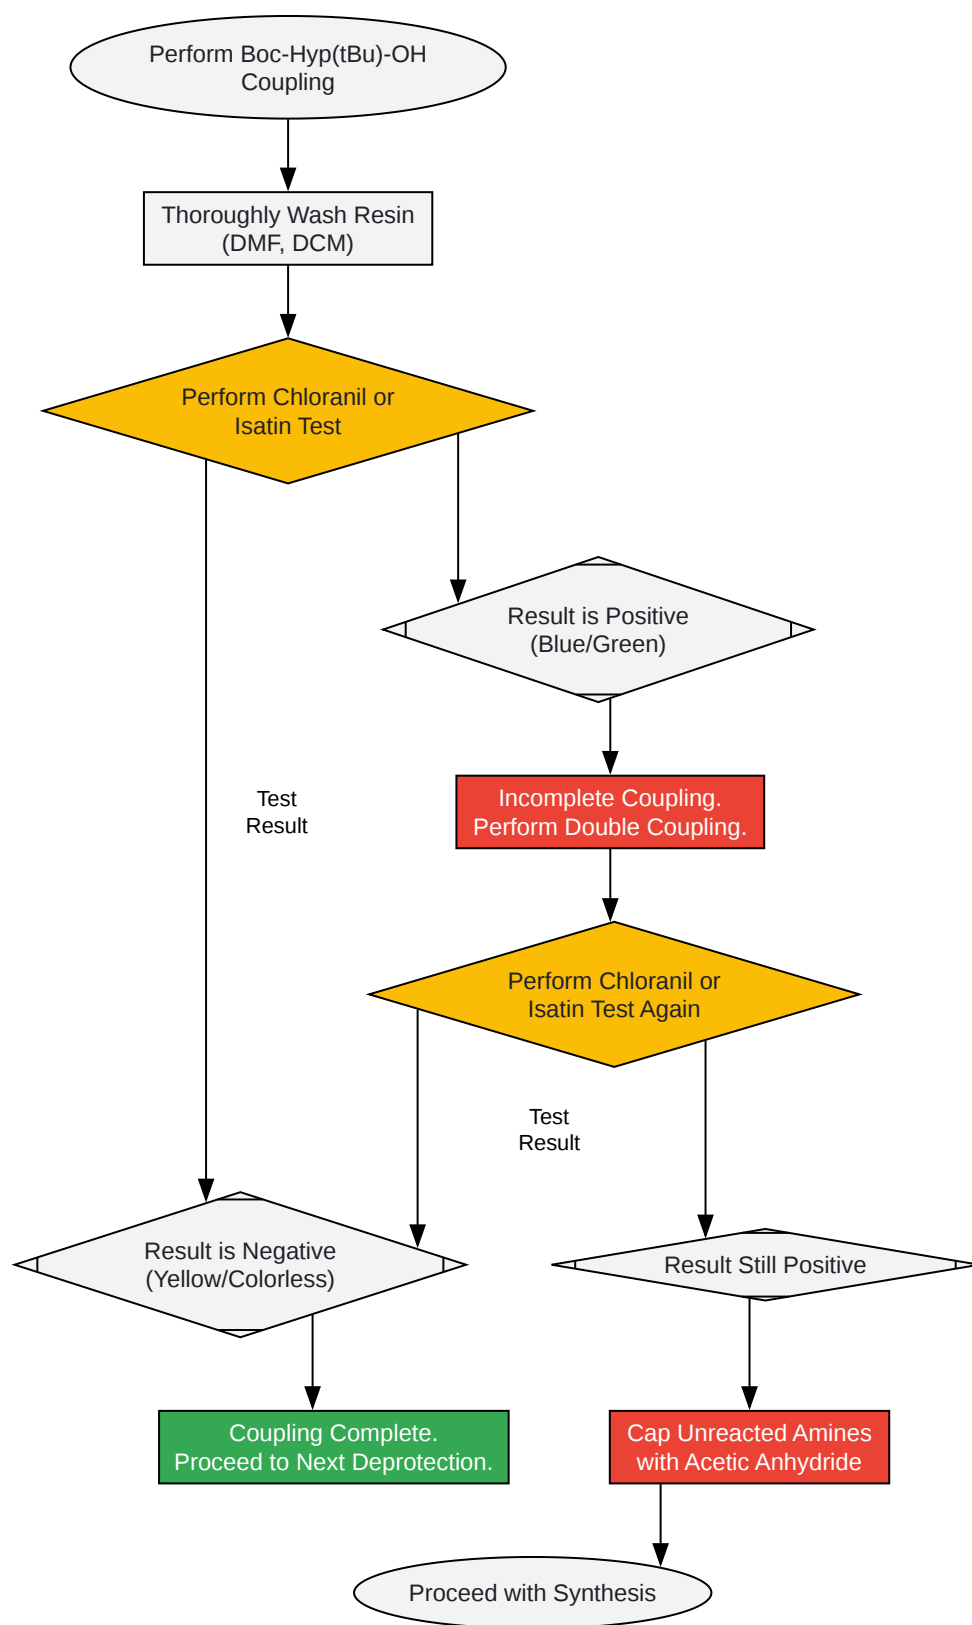 Perform Boc-Hyp(tBu)-OH
Coupling
Thoroughly Wash Resin
(DMF, DCM)
Perform Chloranil or
Isatin Test
Result is Positive
(Blue/Green)
Test
Result
Incomplete Coupling.
Perform Double Coupling.
Perform Chloranil or
Isatin Test Again
Test
Result
Result is Negative
(Yellow/Colorless)
Result Still Positive
Coupling Complete.
Proceed to Next Deprotection.
Cap Unreacted Amines
with Acetic Anhydride
Proceed with Synthesis